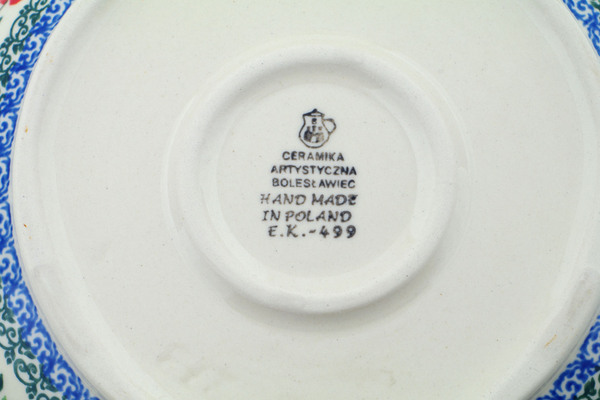 CERAMIKA
ARTYSTYCZNA
BOLESŁAWIEC
HAND MADE
IN POLAND
E.K.-499